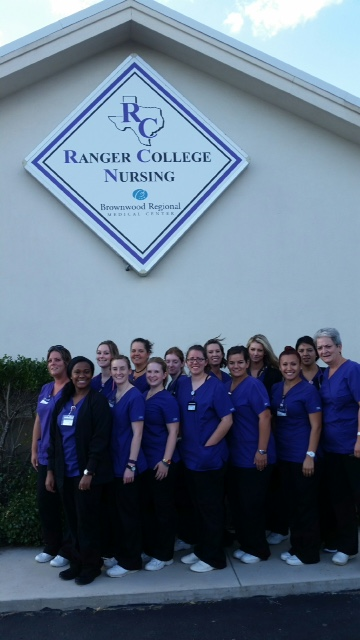 RC
RANGER COLLEGE
NURSING
Brownwood Regional
MEDICAL CENTER